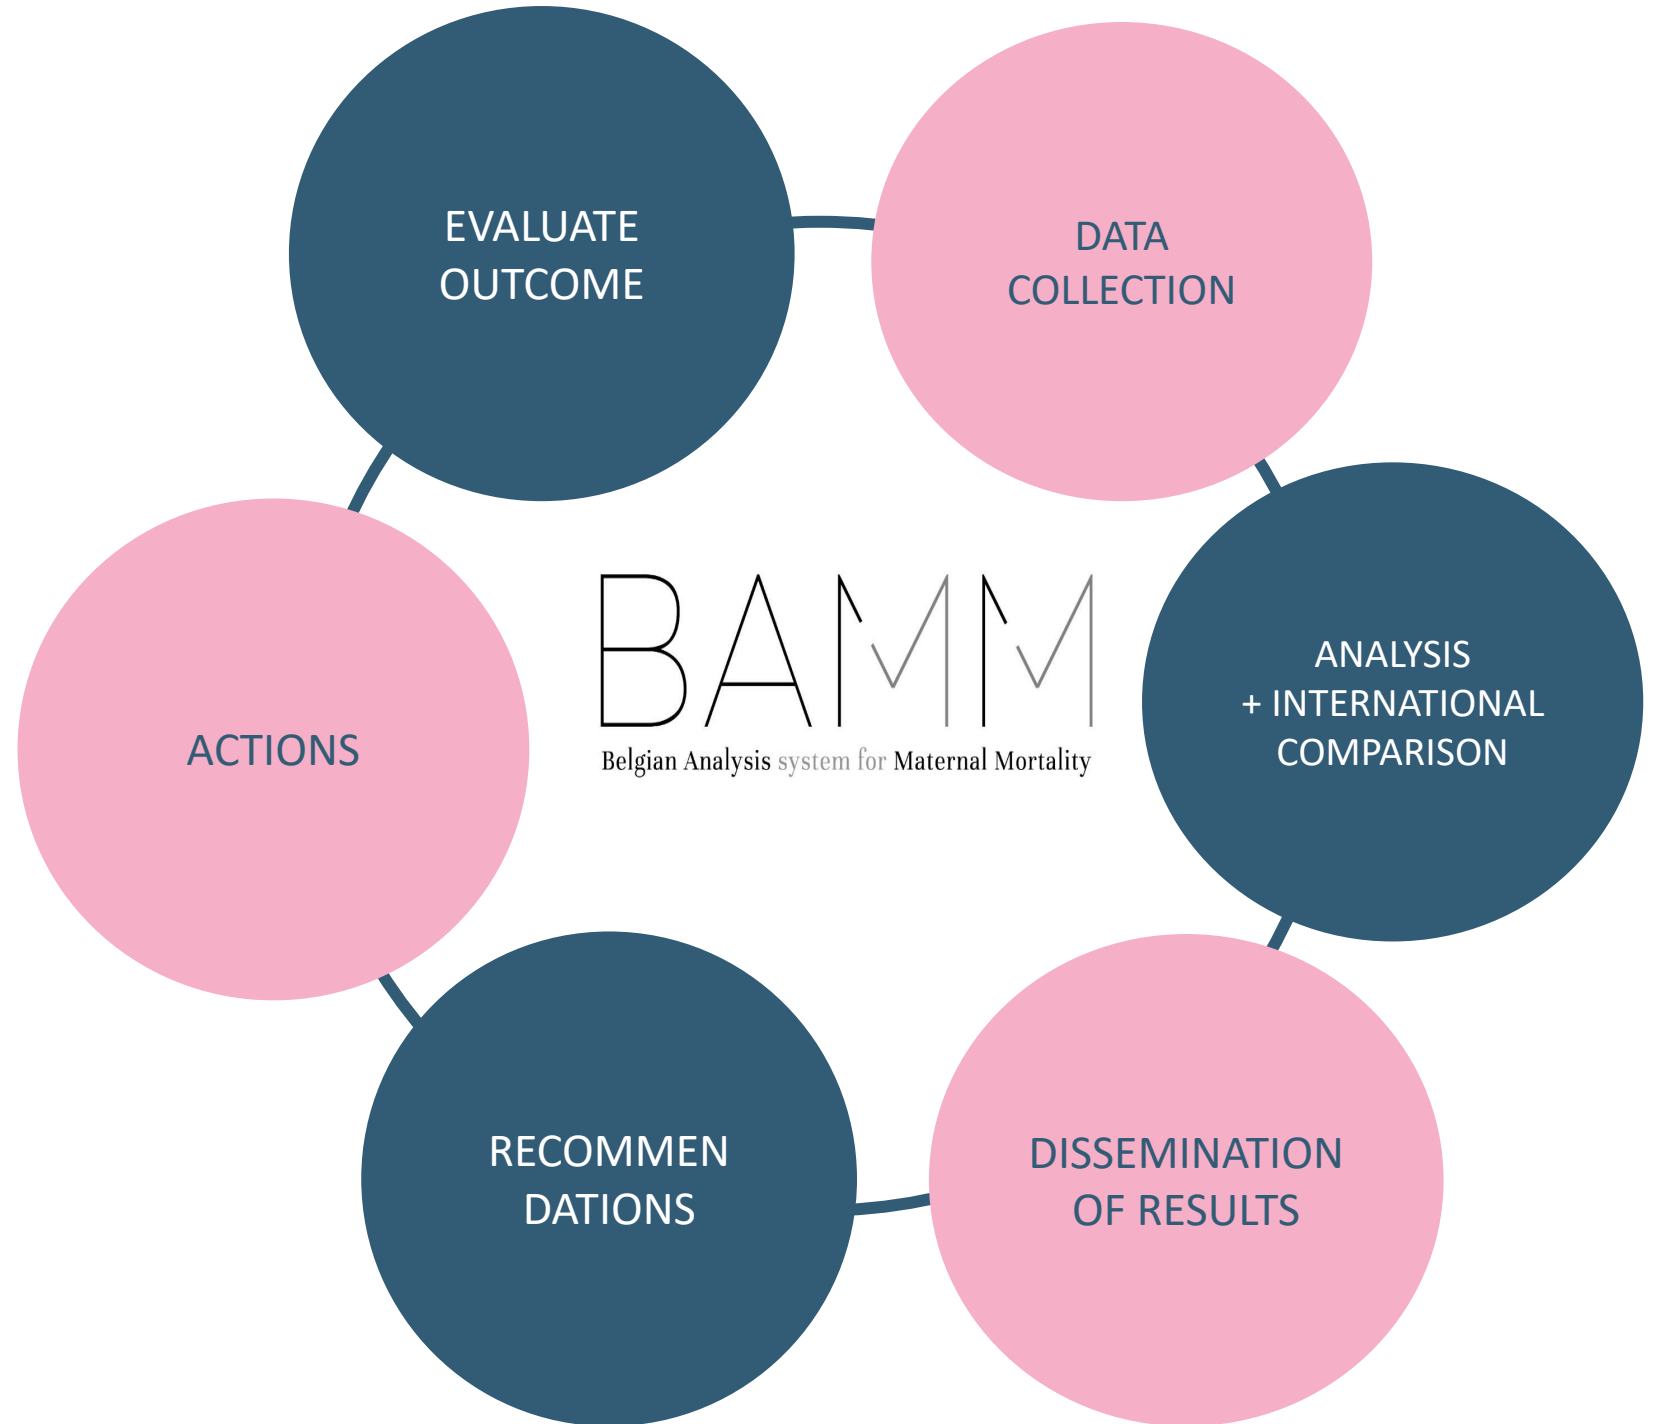 EVALUATE
OUTCOME
DATA
COLLECTION
ANALYSIS
+ INTERNATIONAL
COMPARISON
DISSEMINATION
OF RESULTS
RECOMMEN
DATIONS
ACTIONS
BAMM
Belgian Analysis system for Maternal Mortality